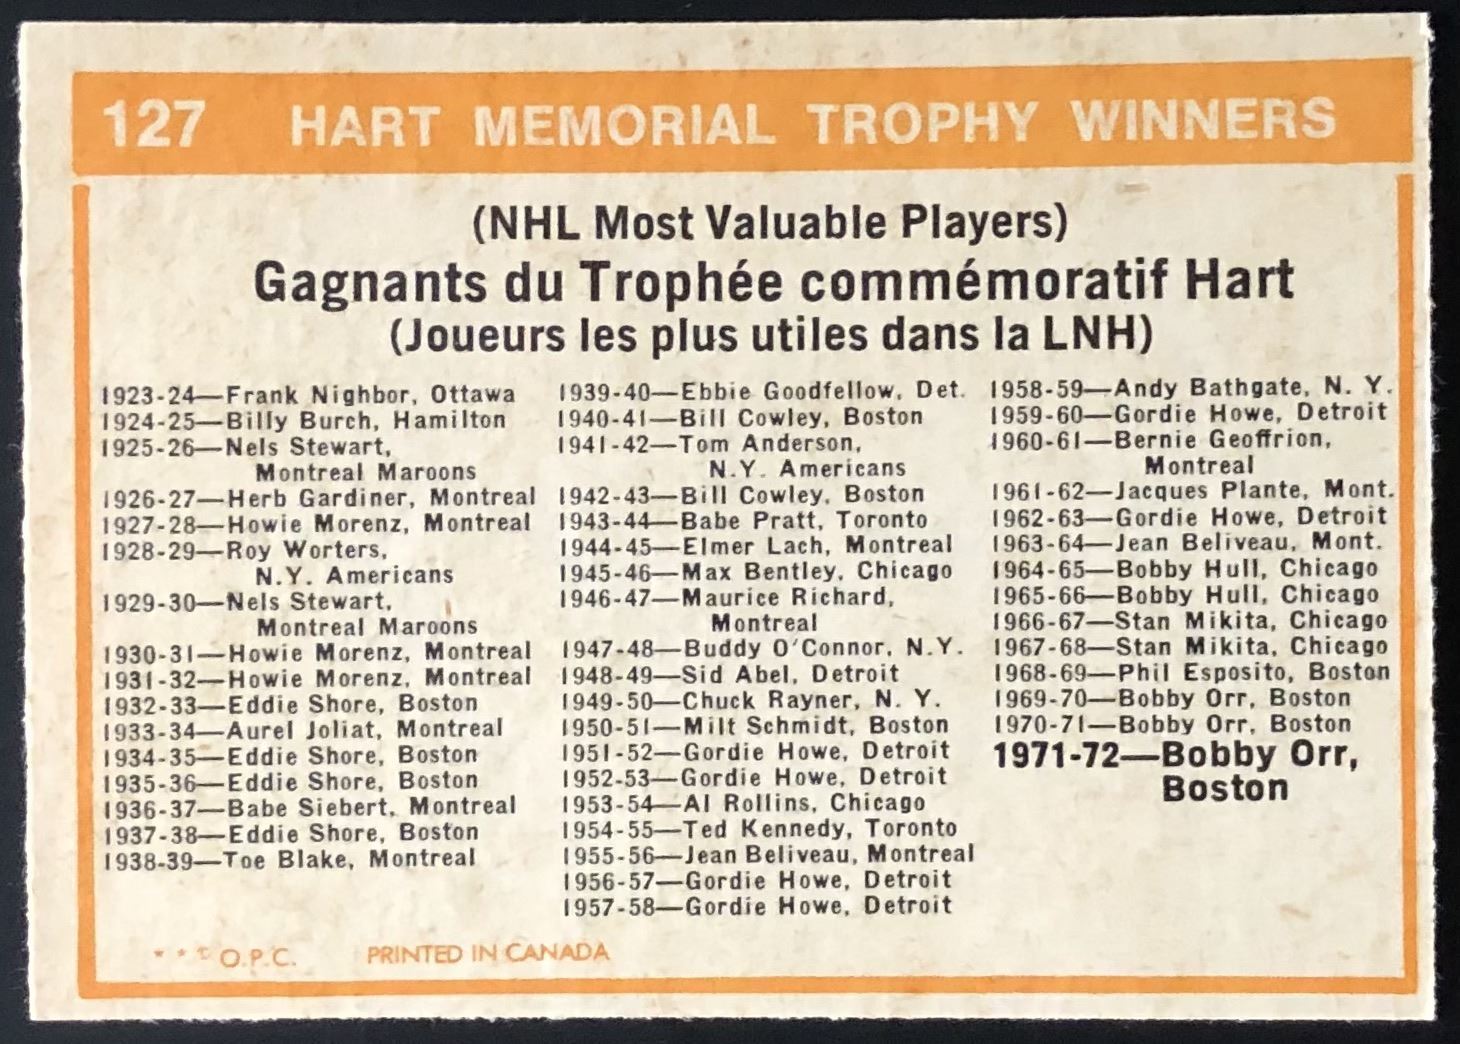 127 HART MEMORIAL TROPHY WINNERS
(NHL Most Valuable Players)
Gagnants du Trophée commémoratif Hart
(Joueurs les plus utiles dans la LNH)
1923-24—Frank Nighbor, Ottawa
1924-25—Billy Burch, Hamilton
1925-26—Nels Stewart,
Montreal Maroons
1926-27—Herb Gardiner, Montreal
1927-28—Howie Morenz, Montreal
1928-29—Roy Worters,
N.Y. Americans
1929-30—Nels Stewart,
Montreal Maroons
1930-31—Howie Morenz, Montreal
1931-32—Howie Morenz, Montreal
1932-33—Eddie Shore, Boston
1933-34—Aurel Joliat, Montreal
1934-35—Eddie Shore, Boston
1935-36—Eddie Shore, Boston
1936-37—Babe Siebert, Montreal
1937-38—Eddie Shore, Boston
1938-39—Toe Blake, Montreal
1939-40—Ebbie Goodfellow, Det.
1940-41—Bill Cowley, Boston
1941-42—Tom Anderson,
N.Y. Americans
1942-43—Bill Cowley, Boston
1943-44—Babe Pratt, Toronto
1944-45—Elmer Lach, Montreal
1945-46—Max Bentley, Chicago
1946-47—Maurice Richard,
Montreal
1947-48—Buddy O'Connor, N.Y.
1948-49—Sid Abel, Detroit
1949-50—Chuck Rayner, N. Y.
1950-51—Milt Schmidt, Boston
1951-52—Gordie Howe, Detroit
1952-53—Gordie Howe, Detroit
1953-54—Al Rollins, Chicago
1954-55—Ted Kennedy, Toronto
1955-56—Jean Beliveau, Montreal
1956-57—Gordie Howe, Detroit
1957-58—Gordie Howe, Detroit
1958-59—Andy Bathgate, N. Y.
1959-60—Gordie Howe, Detroit
1960-61—Bernie Geoffrion,
Montreal
1961-62—Jacques Plante, Mont.
1962-63—Gordie Howe, Detroit
1963-64—Jean Beliveau, Mont.
1964-65—Bobby Hull, Chicago
1965-66—Bobby Hull, Chicago
1966-67—Stan Mikita, Chicago
1967-68—Stan Mikita, Chicago
1968-69—Phil Esposito, Boston
1969-70—Bobby Orr, Boston
1970-71—Bobby Orr, Boston
1971-72—Bobby Orr,
Boston
* * © O.P.C. PRINTED IN CANADA